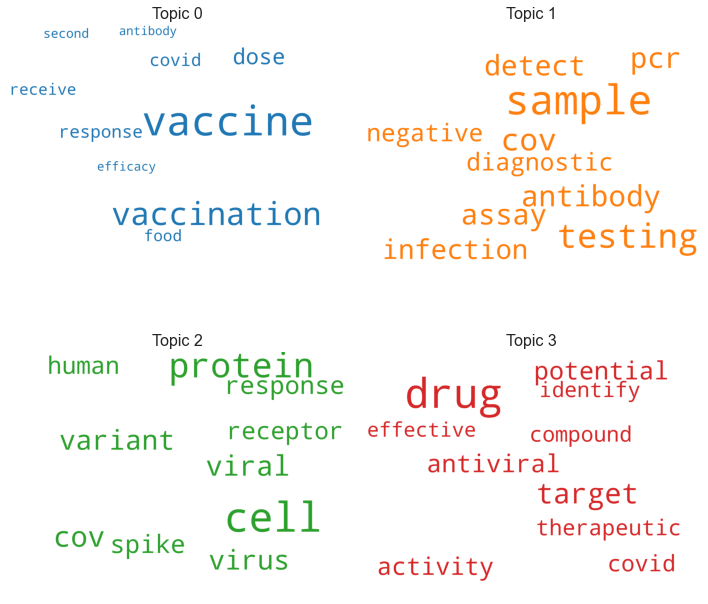 Topic 0
second
antibody
covid
dose
receive
vaccine
response
efficacy
vaccination
food
Topic 1
pcr
detect
sample
negative
cov
diagnostic
antibody
assay
testing
infection
Topic 2
human
protein
response
receptor
variant
viral
cell
cov
spike
virus
Topic 3
potential
identify
drug
effective
compound
antiviral
target
therapeutic
activity
covid